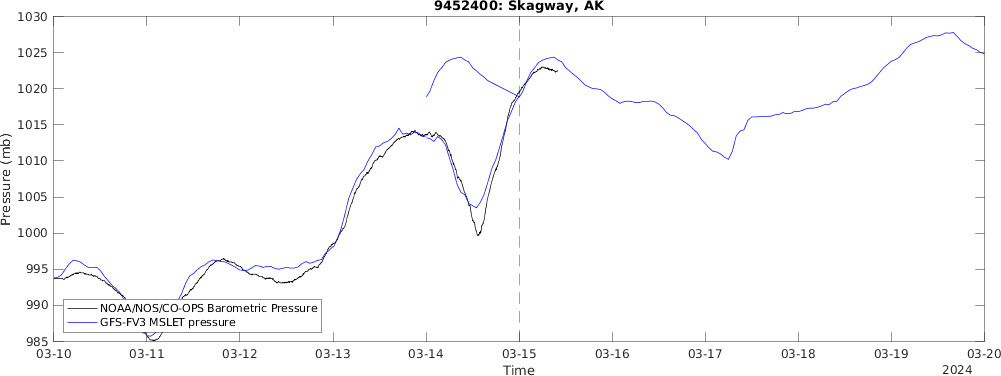 9452400: Skagway, AK
Pressure (mb)
1030
1025
1020
1015
1010
1005
1000
995
990
985
NOAA/NOS/CO-OPS Barometric Pressure
GFS-FV3 MSLET pressure
03-10 03-11 03-12 03-13 03-14 03-15 03-16 03-17 03-18 03-19 03-20
Time
2024